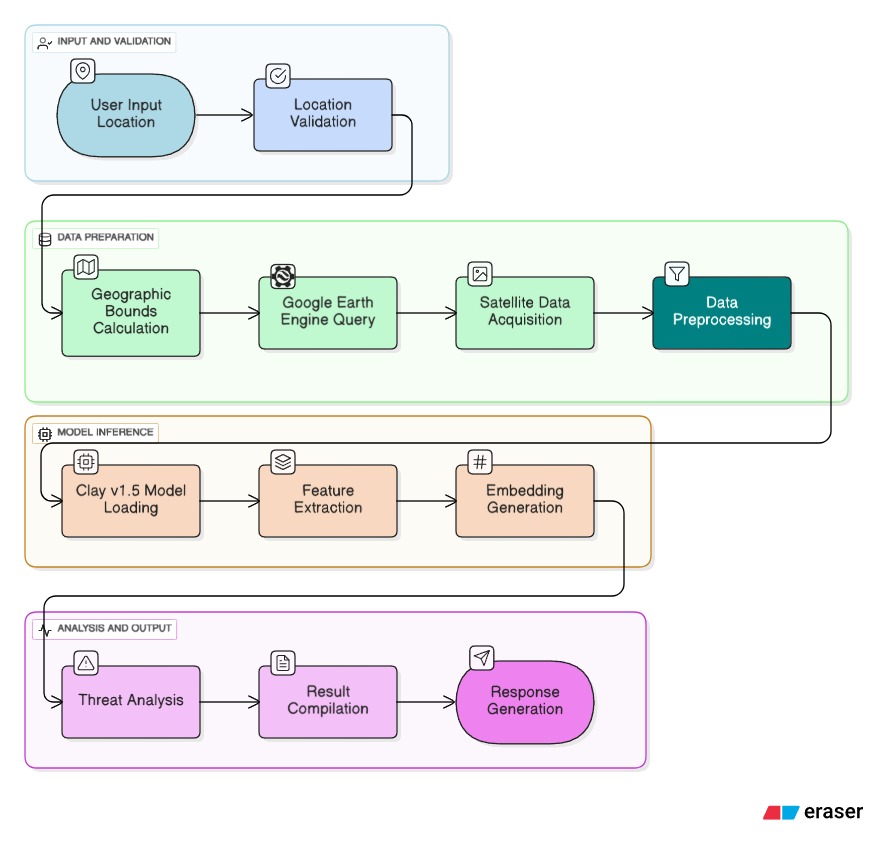 INPUT AND VALIDATION
User Input
Location
Location
Validation
DATA PREPARATION
Geographic
Bounds
Calculation
Google Earth
Engine Query
Satellite Data
Acquisition
Data
Preprocessing
MODEL INFERENCE
Clay v1.5 Model
Loading
Feature
Extraction
Embedding
Generation
ANALYSIS AND OUTPUT
Threat Analysis
Result
Compilation
Response
Generation
eraser